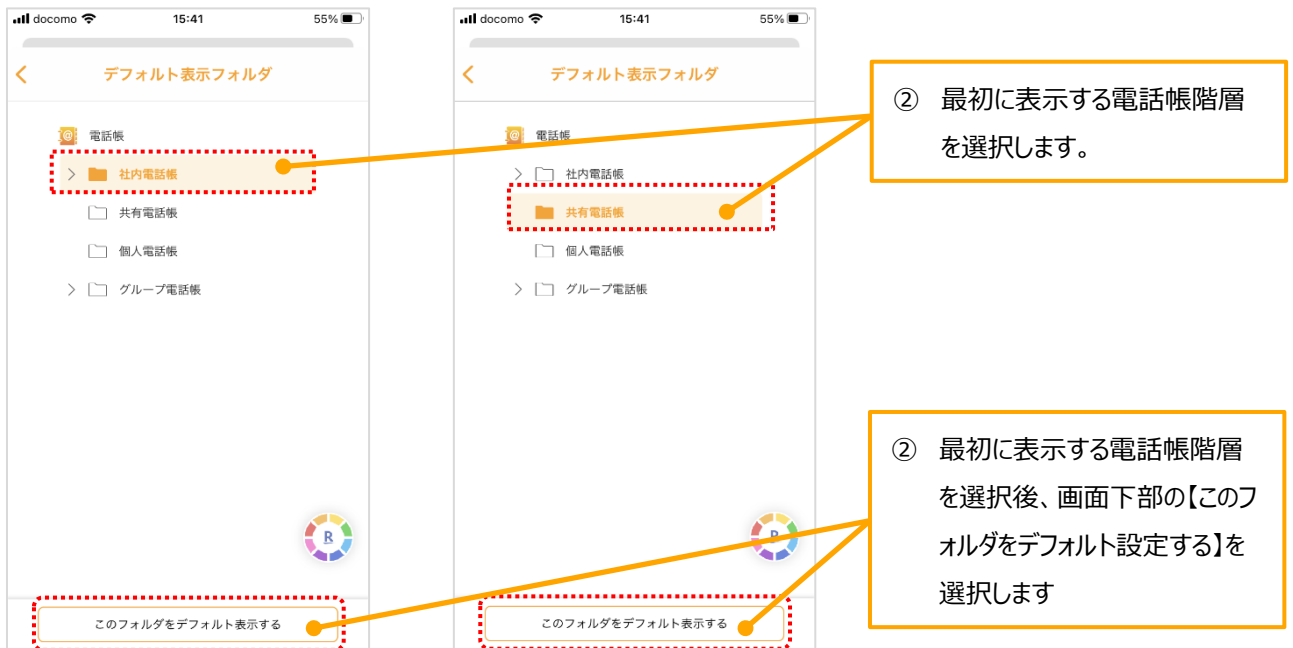 docomo 15:41 55%
デフォルト表示フォルダ
電話帳
社内電話帳
共有電話帳
個人電話帳
グループ電話帳
R
このフォルダをデフォルト表示する
docomo 15:41 55%
デフォルト表示フォルダ
電話帳
社内電話帳
共有電話帳
個人電話帳
グループ電話帳
R
このフォルダをデフォルト表示する
② 最初に表示する電話帳階層
を選択します。
② 最初に表示する電話帳階層
を選択後、画面下部の【このフ
ォルダをデフォルト設定する】を
選択します